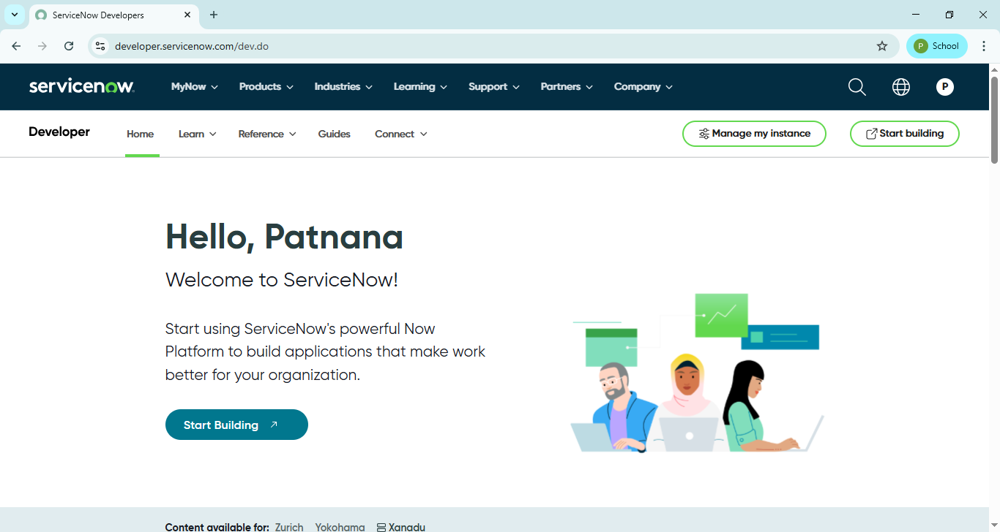 ServiceNow Developers
developer.servicenow.com/dev.do
P School
servicenow
MyNow Products Industries Learning Support Partners Company P
Developer Home Learn Reference Guides Connect Manage my instance Start building
Hello, Patnana
Welcome to ServiceNow!
Start using ServiceNow's powerful Now
Platform to build applications that make work
better for your organization.
Start Building
Content available for: Zurich Yokohama Xanadu